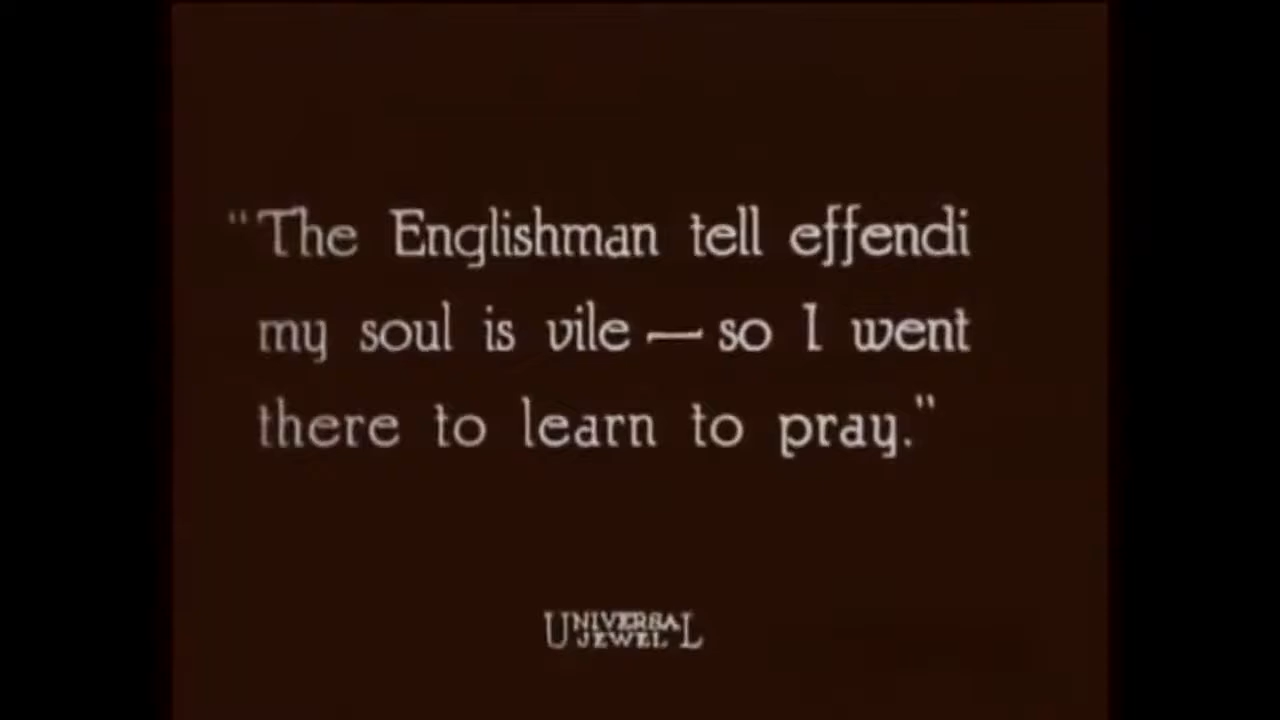 "The Englishman tell effendi
my soul is vile — so I went
there to learn to pray."
UNIVERSAL
JEWEL